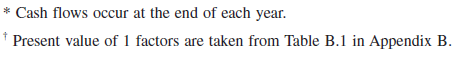 * Cash flows occur at the end of each year.
† Present value of 1 factors are taken from Table B.1 in Appendix B.